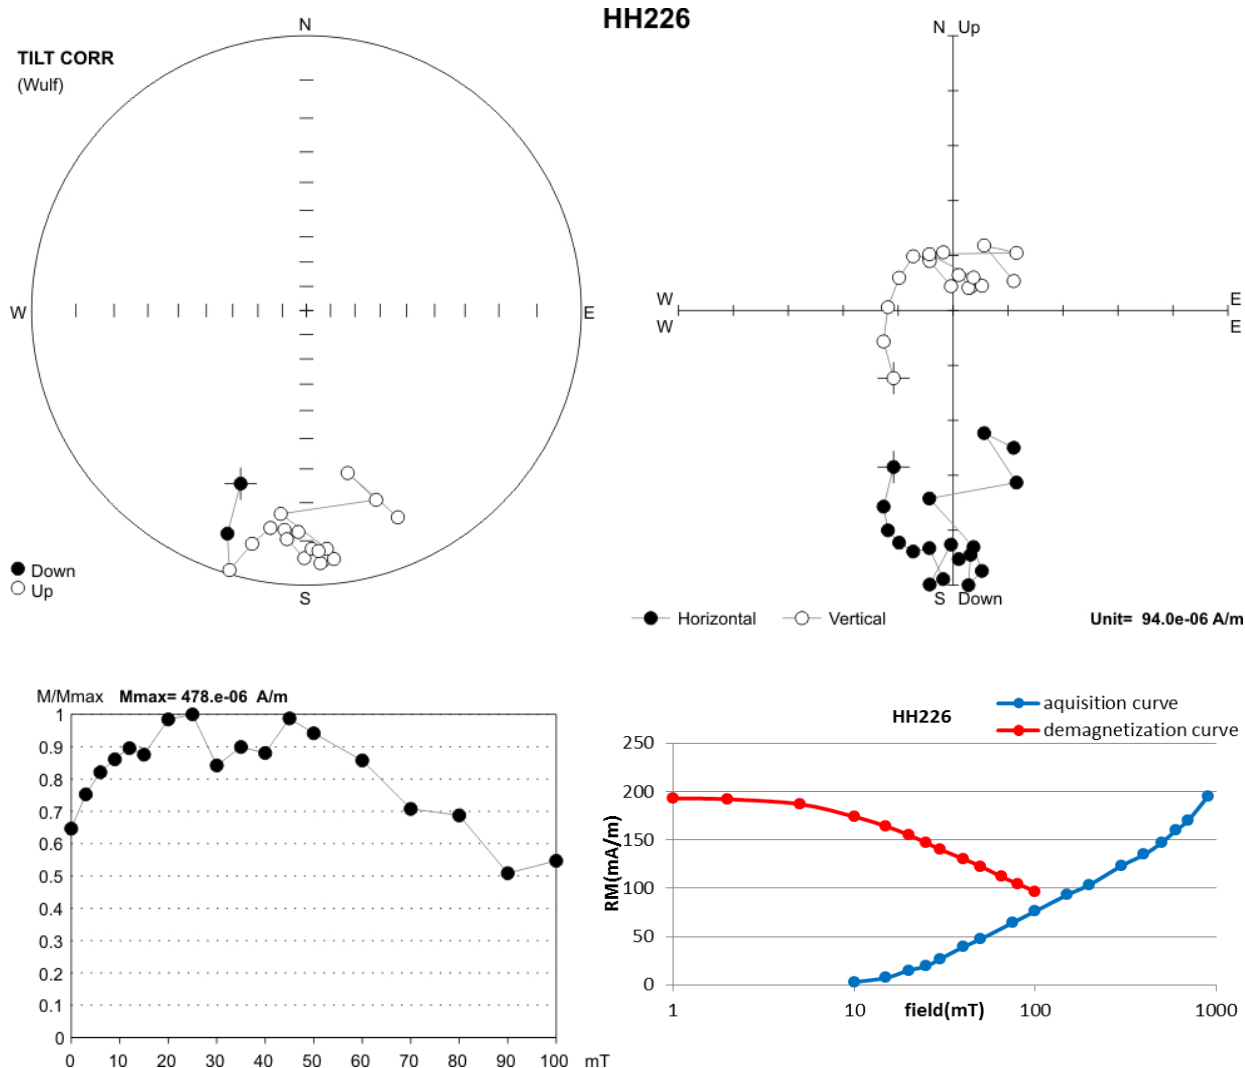 HH226
TILT CORR
(Wulf)
N
W
E
S
Down
Up
N Up
W
W
E
E
S Down
Horizontal
Vertical
Unit= 94.0e-06 A/m
M/Mmax Mmax= 478.e-06 A/m
1
0.9
0.8
0.7
0.6
0.5
0.4
0.3
0.2
0.1
0
0 10 20 30 40 50 60 70 80 90 100 mT
HH226
aquisition curve
demagnetization curve
RM(mA/m)
250
200
150
100
50
0
1 10 100 1000
field(mT)